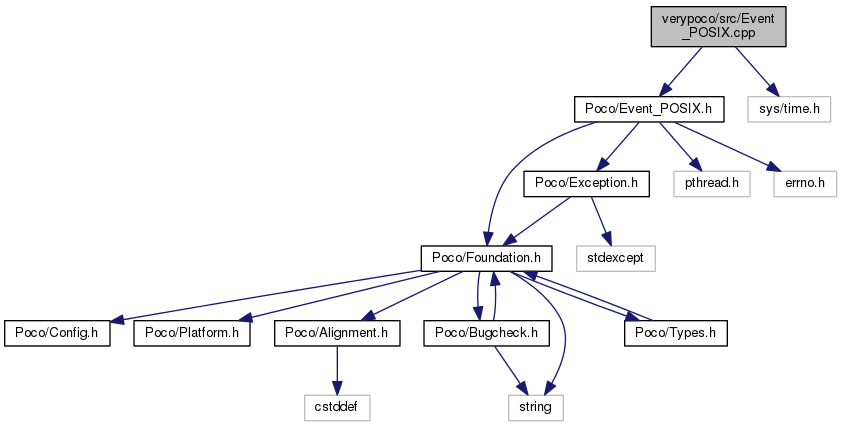 verypoco/src/Event
_POSIX.cpp
Poco/Event_POSIX.h
sys/time.h
Poco/Exception.h
pthread.h
errno.h
Poco/Foundation.h
stdexcept
Poco/Config.h
Poco/Platform.h
Poco/Alignment.h
Poco/Bugcheck.h
Poco/Types.h
cstddef
string